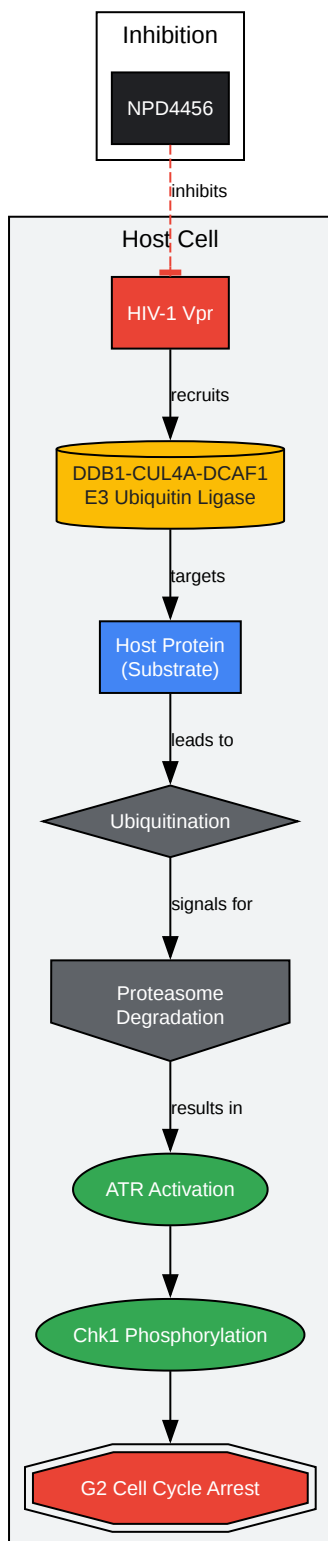 Inhibition
NPD4456
inhibits
Host Cell
HIV-1 Vpr
recruits
DDB1-CUL4A-DCAF1
E3 Ubiquitin Ligase
targets
Host Protein
(Substrate)
leads to
Ubiquitination
signals for
Proteasome
Degradation
results in
ATR Activation
Chk1 Phosphorylation
G2 Cell Cycle Arrest